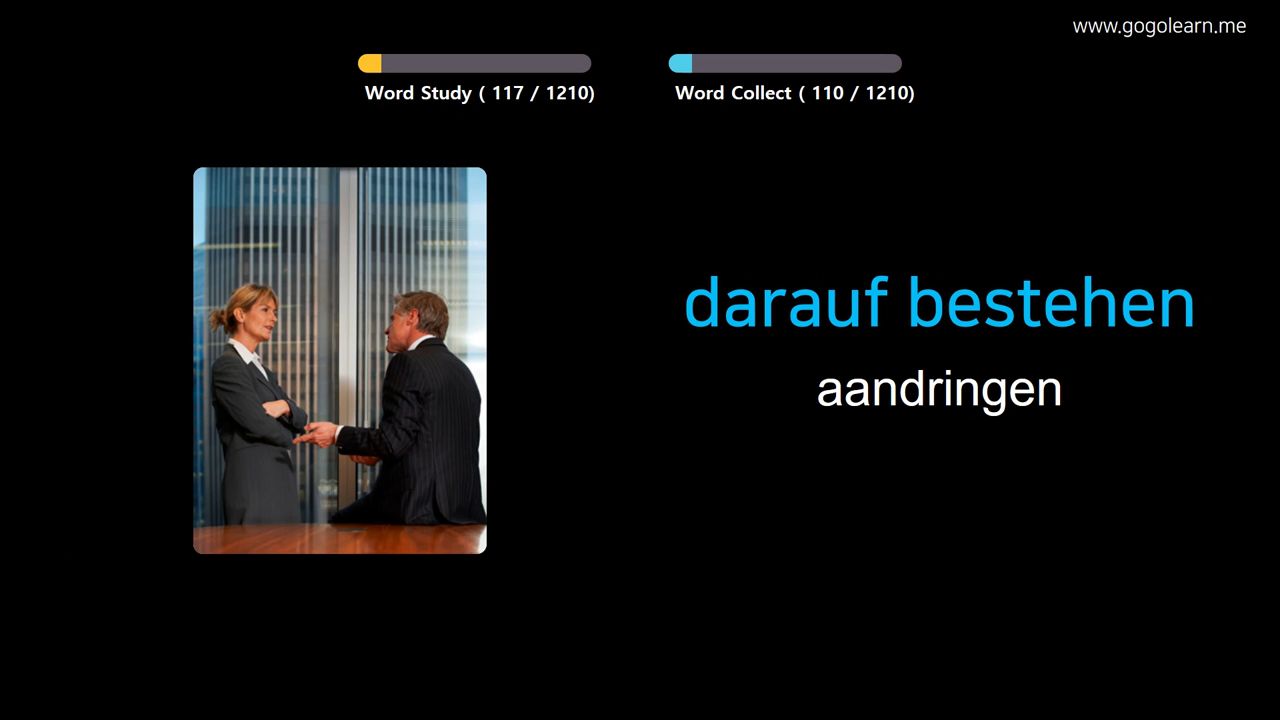 www.gogolearn.me
Word Study ( 117 / 1210)
Word Collect ( 110 / 1210)
darauf bestehen
aandringen